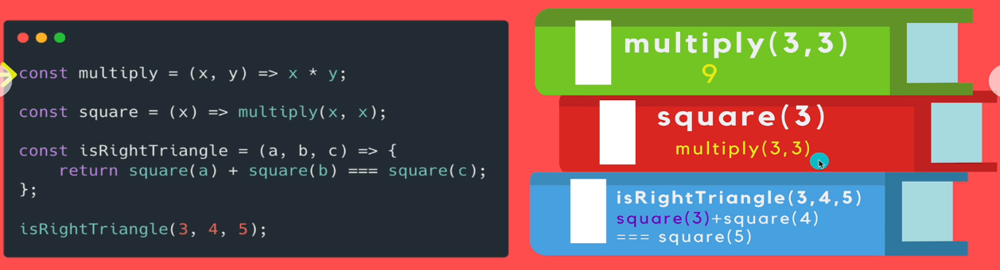 const multiply = (x, y) => x * y;
const square = (x) => multiply(x, x);
const isRightTriangle = (a, b, c) => {
    return square(a) + square(b) === square(c);
};
isRightTriangle(3, 4, 5);
multiply(3,3)
9
square(3)
multiply(3,3)
isRightTriangle(3,4,5)
square(3)+square(4)
=== square(5)